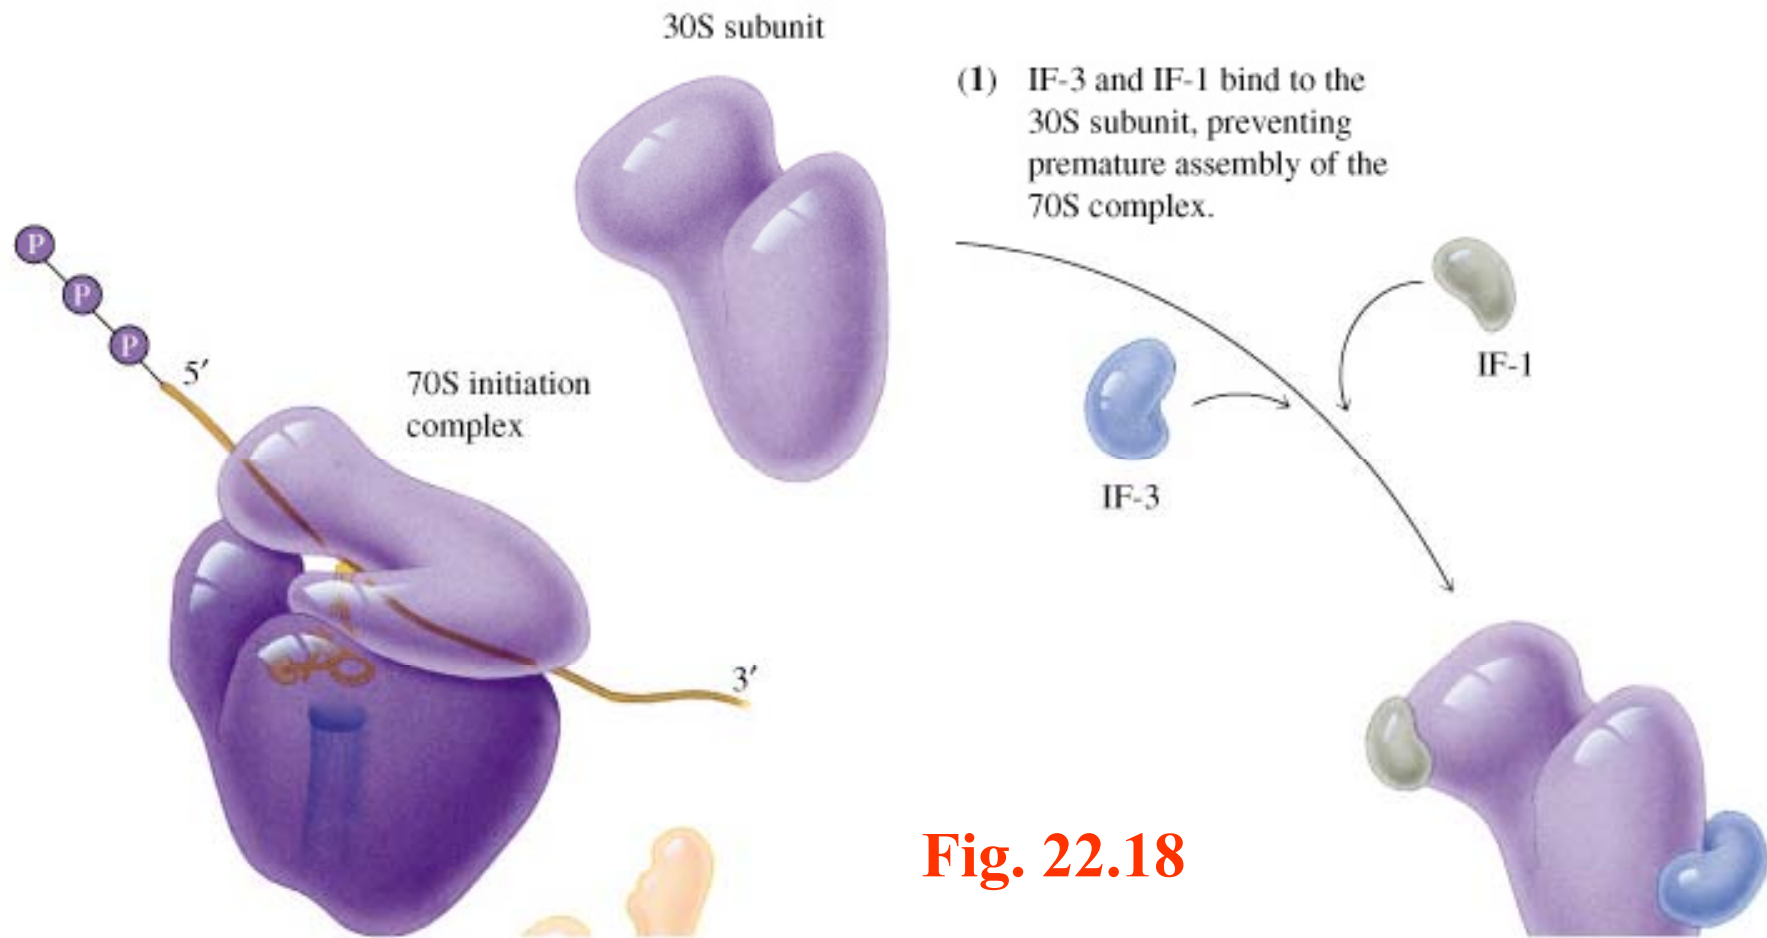 30S subunit
(1) IF-3 and IF-1 bind to the
30S subunit, preventing
premature assembly of the
70S complex.
P
P
P
5′
70S initiation
complex
IF-1
IF-3
3′
Fig. 22.18